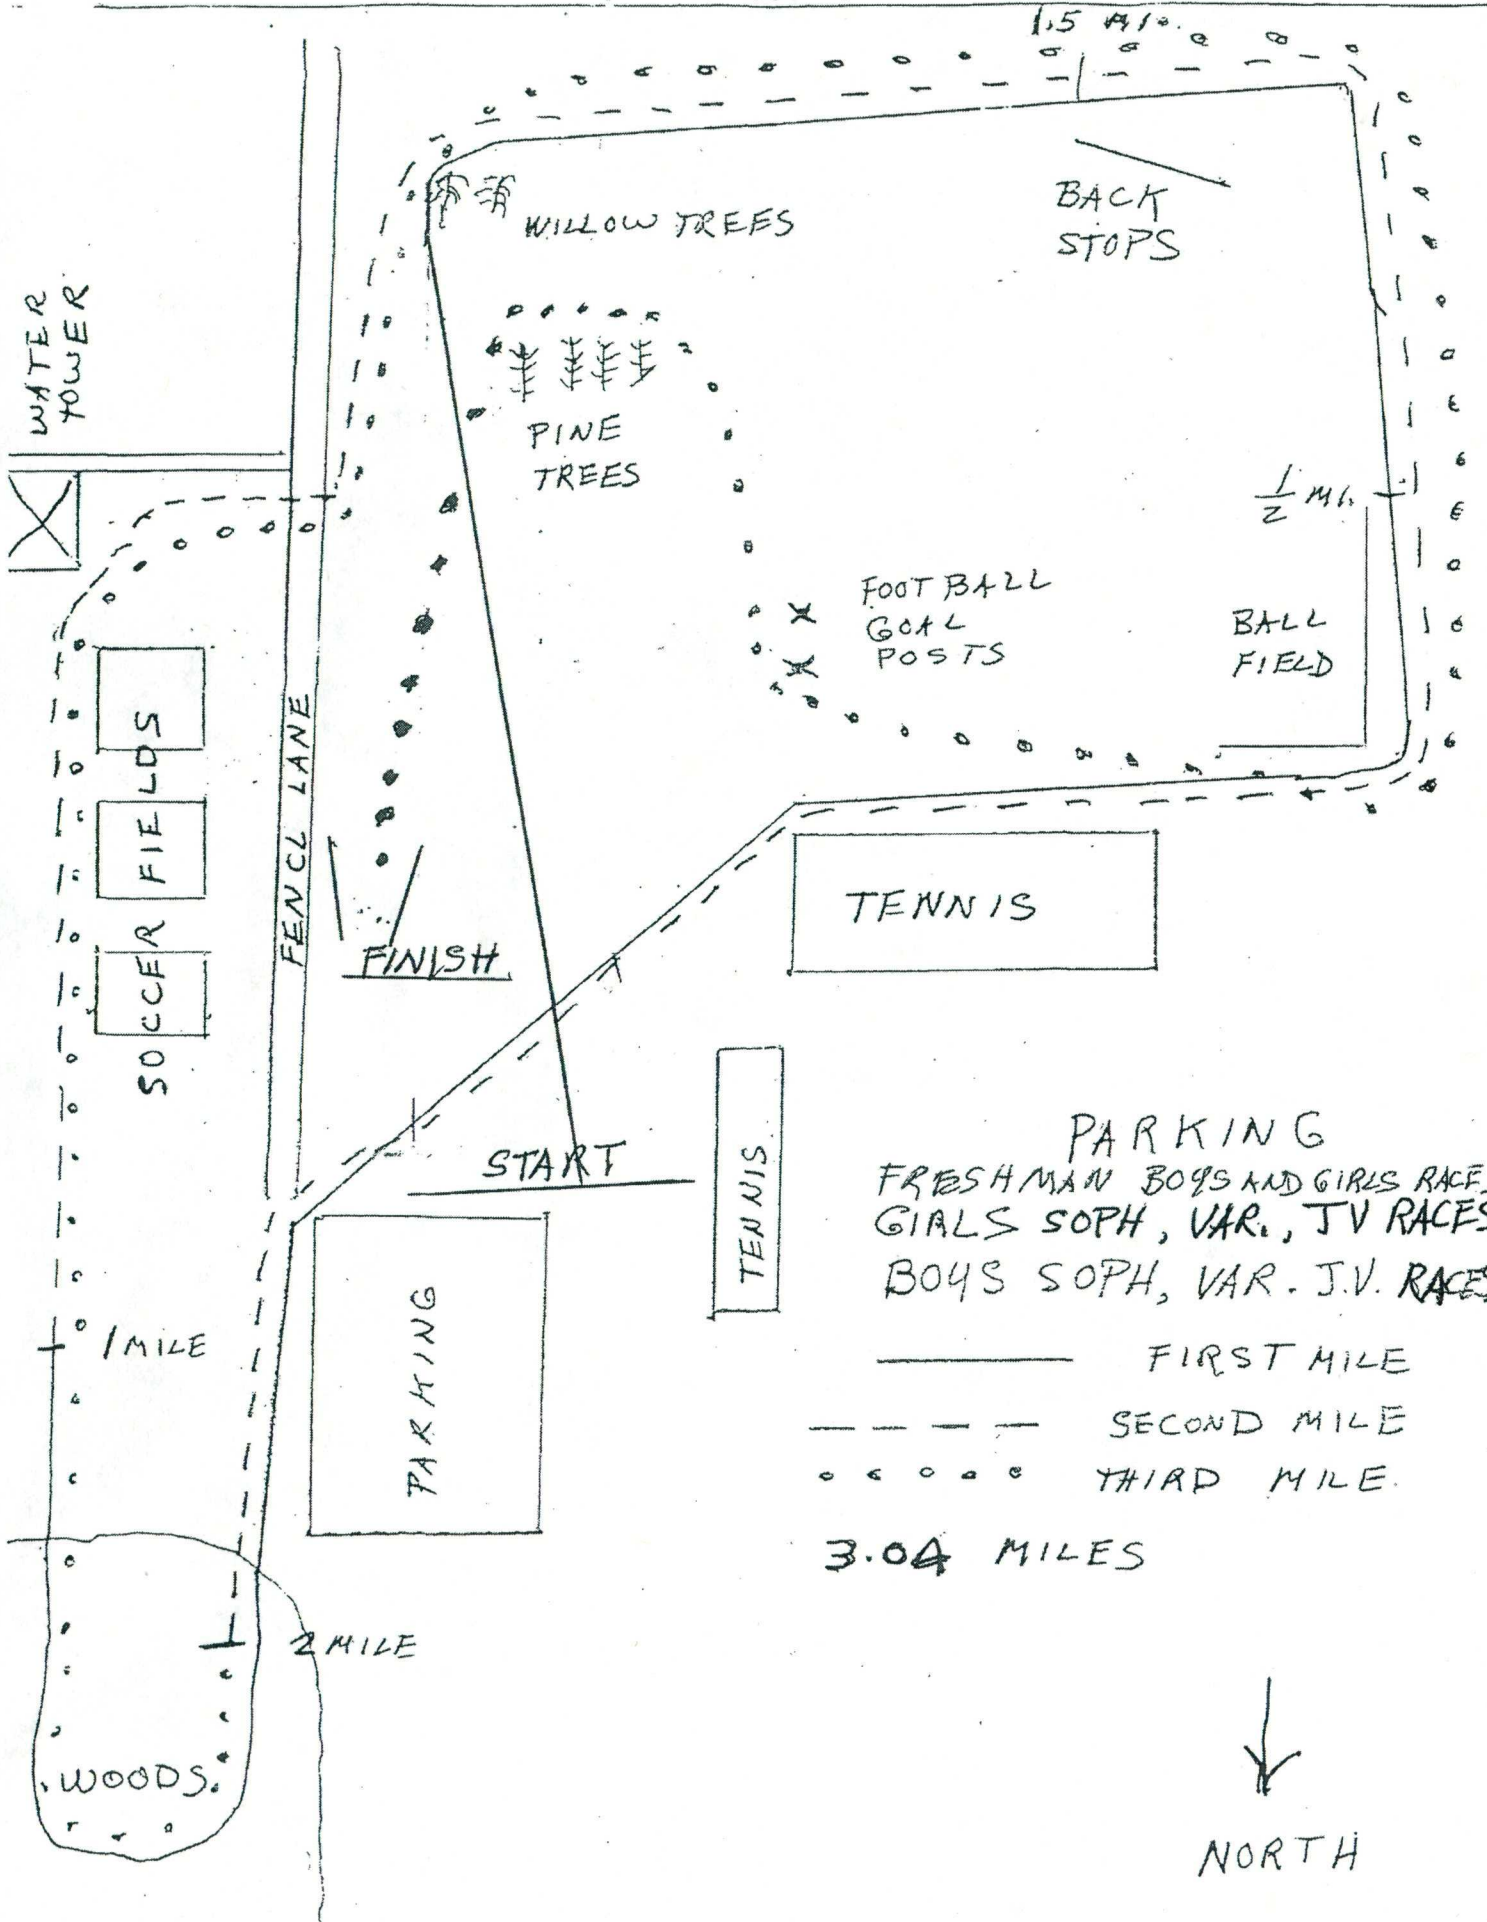 1.5 MI.
WILLOW TREES
BACK
STOPS
WATER
TOWER
PINE
TREES
1/2 MI.
FOOTBALL
GOAL
POSTS
BALL
FIELD
SOCCER FIELDS
FENCL LANE
TENNIS
FINISH
START
TENNIS
PARKING
FRESHMAN BOYS AND GIRLS RACES
GIRLS SOPH, VAR., JV RACES
BOYS SOPH, VAR. J.V. RACES
1 MILE
PARKING
FIRST MILE
SECOND MILE
THIRD MILE.
3.04 MILES
2 MILE
WOODS
NORTH